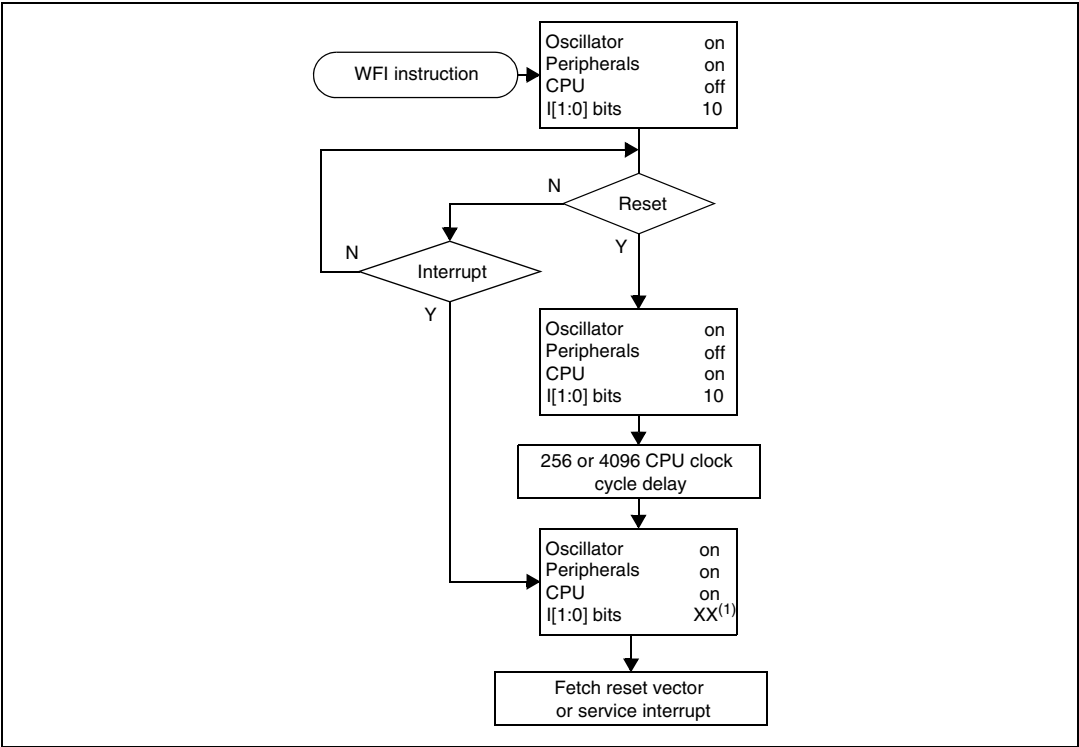 WFI instruction
Oscillator on
Peripherals on
CPU off
I[1:0] bits 10
N
Reset
Y
N
Interrupt
Y
Oscillator on
Peripherals off
CPU on
I[1:0] bits 10
256 or 4096 CPU clock
cycle delay
Oscillator on
Peripherals on
CPU on
I[1:0] bits XX(1)
Fetch reset vector
or service interrupt